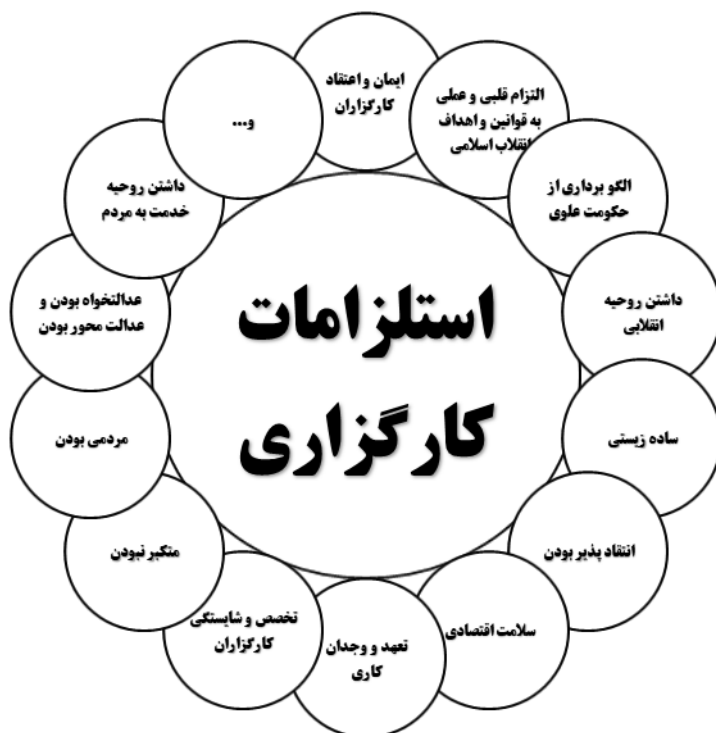 استلزامات
کارگزاری
ایمان و اعتقاد
کارگزاران
التزام قلبی و عملی
به قوانین و اهداف
انقلاب اسلامی
الگو برداری از
حکومت علوی
داشتن روحیه
انقلابی
ساده زیستی
انتقاد پذیر بودن
سلامت اقتصادی
تعهد و وجدان
کاری
تخصص و شایستگی
کارگزاران
متکبر نبودن
مردمی بودن
عدالتخواه بودن و
عدالت محور بودن
داشتن روحیه
خدمت به مردم
و...